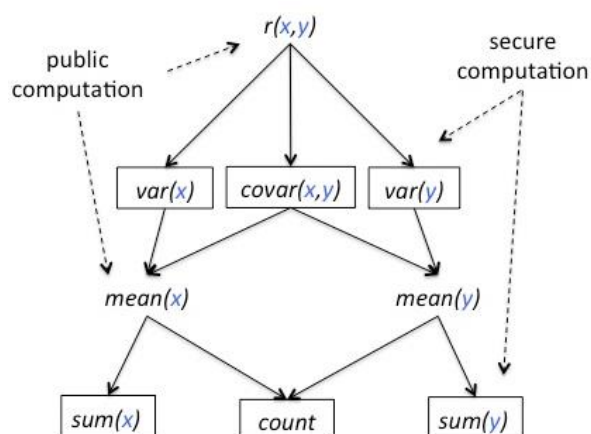 r(x,y)
public
computation
secure
computation
var(x)
covar(x,y)
var(y)
mean(x)
mean(y)
sum(x)
count
sum(y)